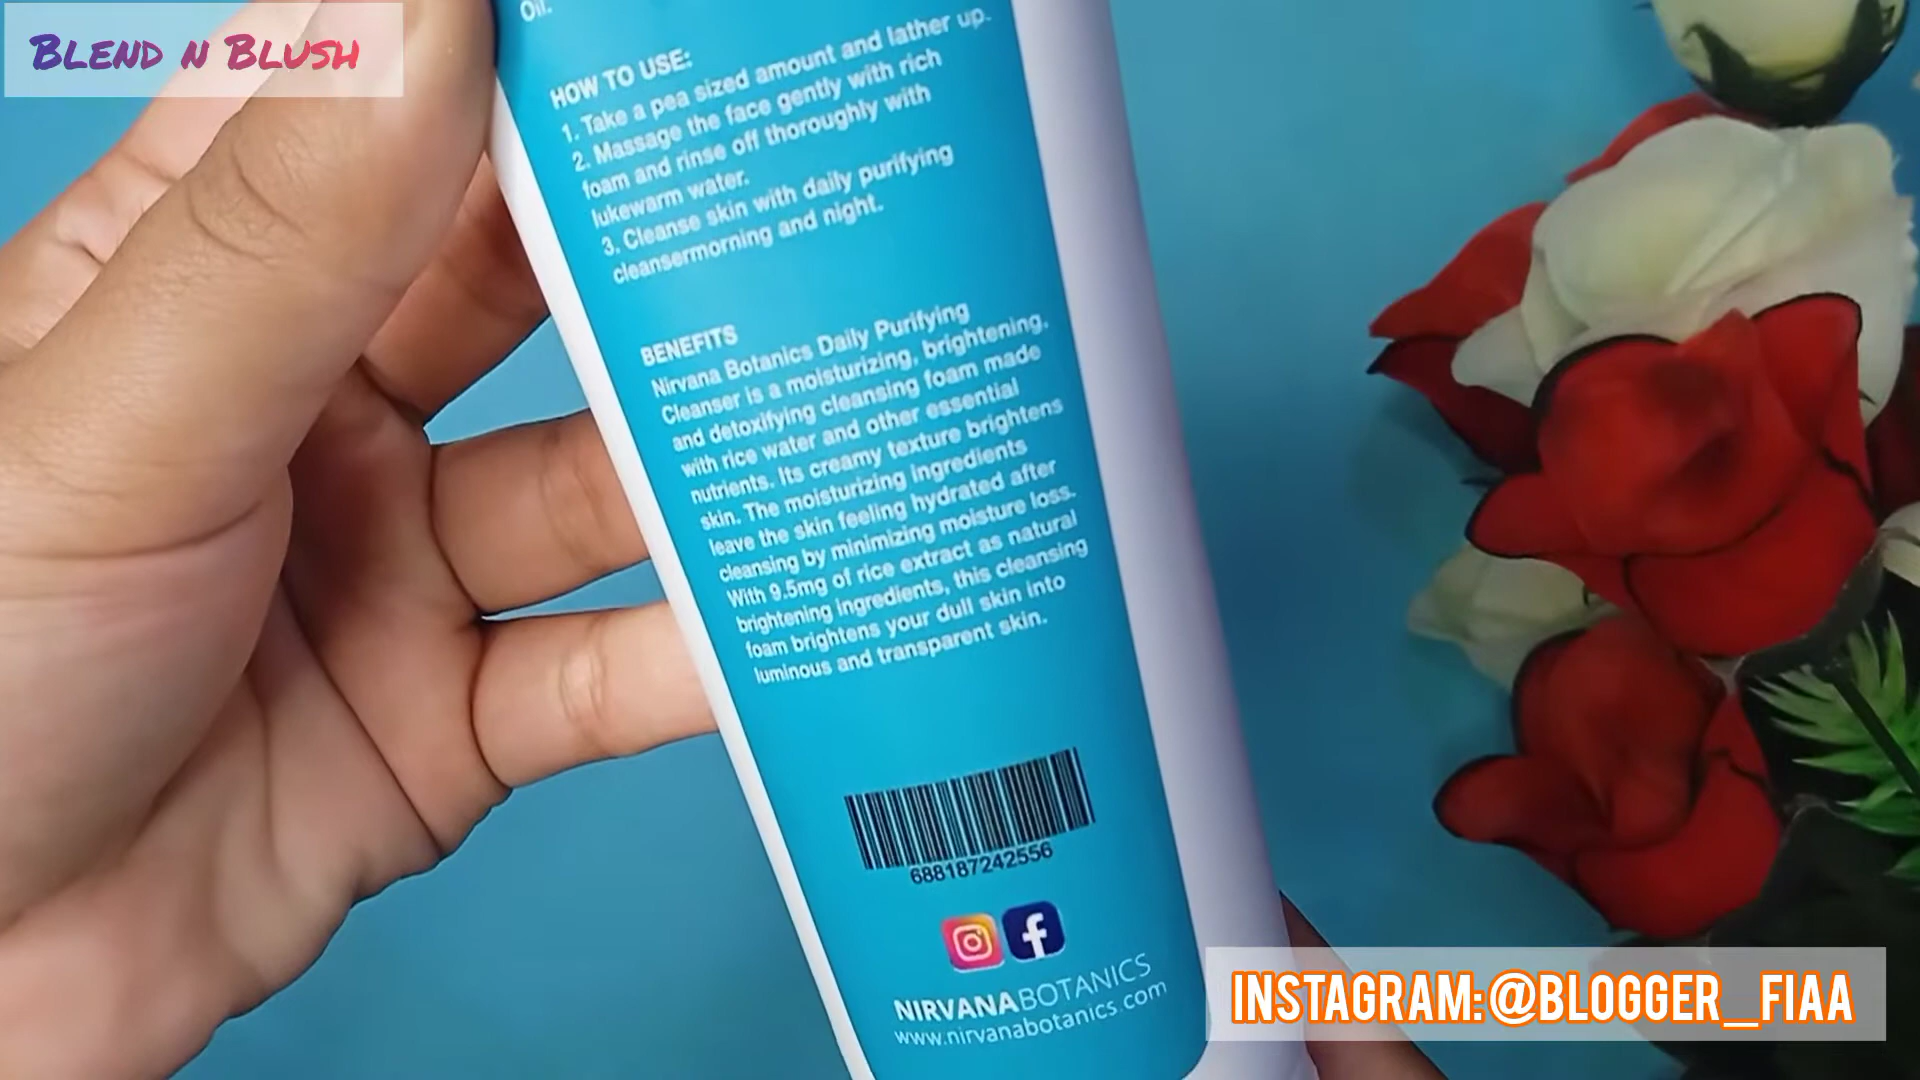 Blend n Blush
Oil.
HOW TO USE:
1. Take a pea sized amount and lather up.
2. Massage the face gently with rich
foam and rinse off thoroughly with
lukewarm water.
3. Cleanse skin with daily purifying
cleansermorning and night.
BENEFITS
Nirvana Botanics Daily Purifying
Cleanser is a moisturizing, brightening,
and detoxifying cleansing foam made
with rice water and other essential
nutrients. Its creamy texture brightens
skin. The moisturizing ingredients
leave the skin feeling hydrated after
cleansing by minimizing moisture loss.
With 9.5mg of rice extract as natural
brightening ingredients, this cleansing
foam brightens your dull skin into
luminous and transparent skin.
688187242556
NIRVANABOTANICS
www.nirvanabotanics.com
INSTAGRAM:@BLOGGER_FIAA